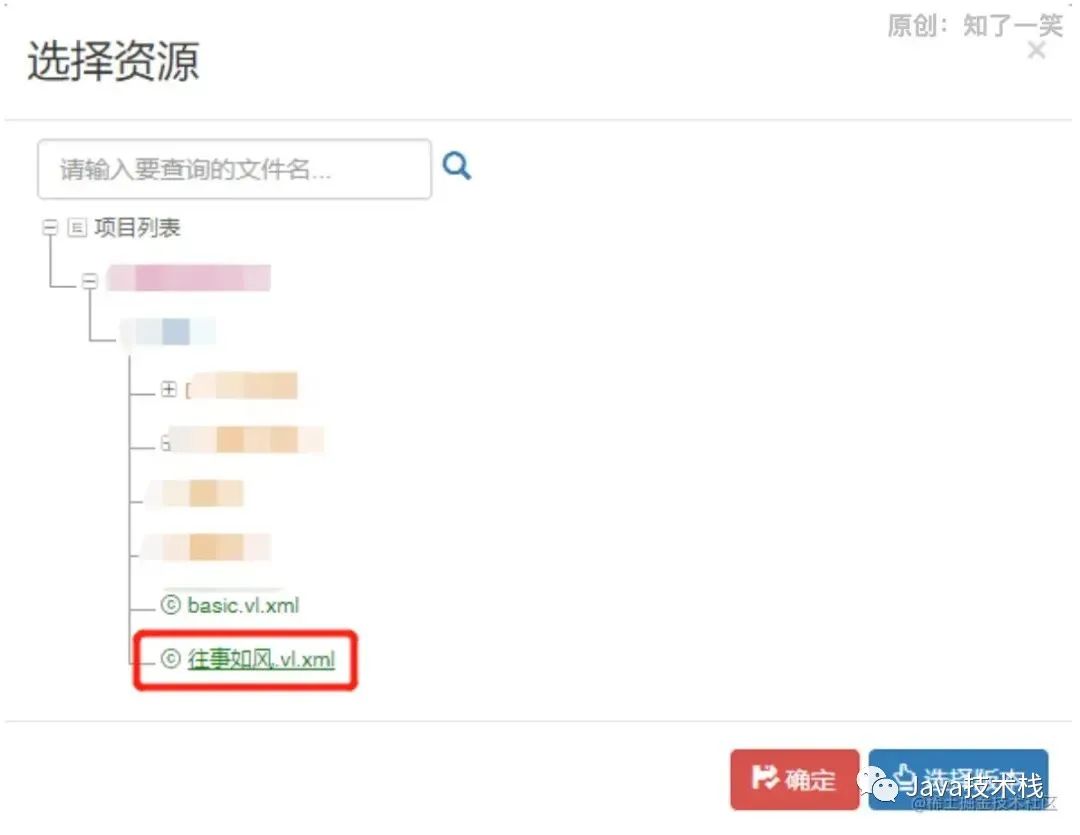 原创：知了一笑
选择资源
请输入要查询的文件名...
项目列表
basic.vl.xml
往事如风.vl.xml
确定
选择版本
Java技术栈
@稀土掘金技术社区